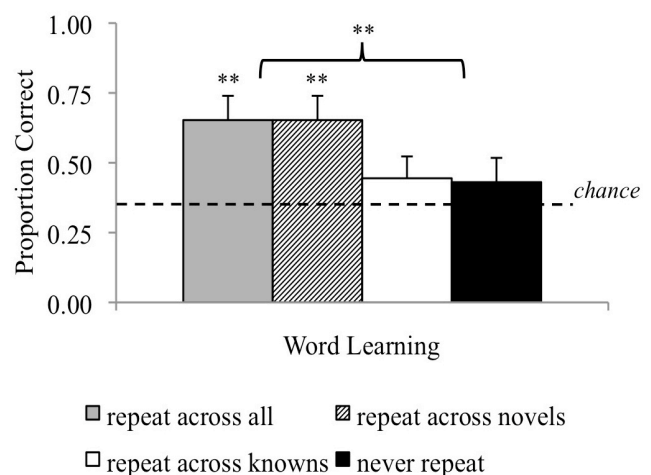 1.00
**
0.75
** **
Proportion Correct
0.50
chance
0.25
0.00
Word Learning
repeat across all repeat across novels
repeat across knowns never repeat